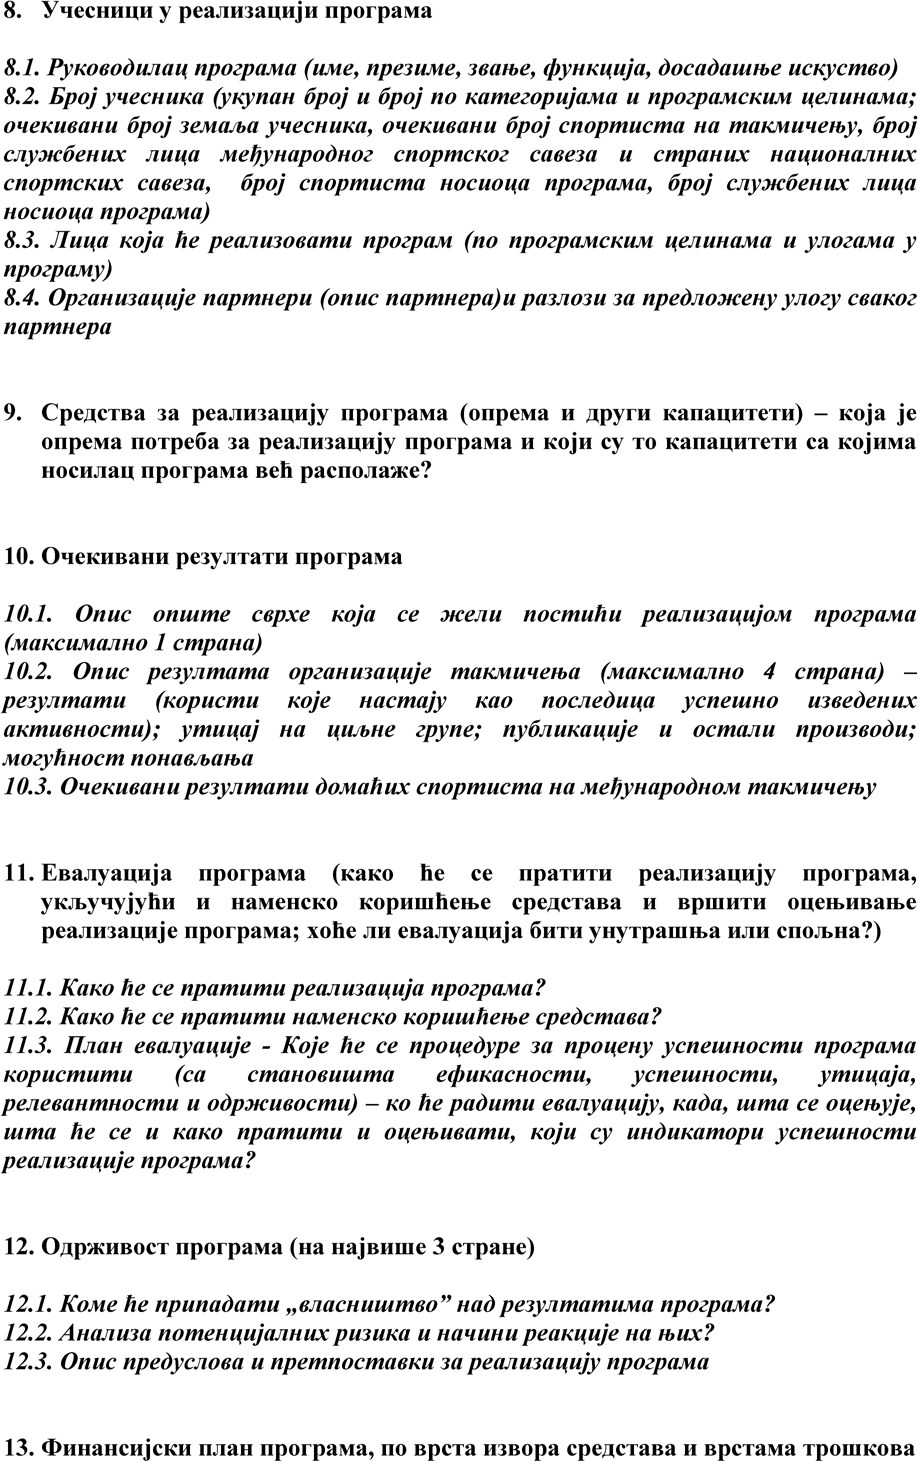 8. Учесници у реализацији програма
8.1. Руководилац програма (име, презиме, звање, функција, досадашње искуство)
8.2. Број учесника (укупан број и број по категоријама и програмским целинама;
очекивани број земаља учесника, очекивани број спортиста на такмичењу, број
службених лица међународног спортског савеза и страних националних
спортских савеза, број спортиста носиоца програма, број службених лица
носиоца програма)
8.3. Лица која ће реализовати програм (по програмским целинама и улогама у
програму)
8.4. Организације партнери (опис партнера)и разлози за предложену улогу сваког
партнера
9. Средства за реализацију програма (опрема и други капацитети) – која је
опрема потреба за реализацију програма и који су то капацитети са којима
носилац програма већ располаже?
10. Очекивани резултати програма
10.1. Опис опште сврхе која се жели постићи реализацијом програма
(максимално 1 страна)
10.2. Опис резултата организације такмичења (максимално 4 страна) –
резултати (користи које настају као последица успешно изведених
активности); утицај на циљне групе; публикације и остали производи;
могућност понављања
10.3. Очекивани резултати домаћих спортиста на међународном такмичењу
11. Евалуација програма (како ће се пратити реализацију програма,
укључујући и наменско коришћење средстава и вршити оцењивање
реализације програма; хоће ли евалуација бити унутрашња или спољна?)
11.1. Како ће се пратити реализација програма?
11.2. Како ће се пратити наменско коришћење средстава?
11.3. План евалуације - Које ће се процедуре за процену успешности програма
користити (са становишта ефикасности, успешности, утицаја,
релевантности и одрживости) – ко ће радити евалуацију, када, шта се оцењује,
шта ће се и како пратити и оцењивати, који су индикатори успешности
реализације програма?
12. Одрживост програма (на највише 3 стране)
12.1. Коме ће припадати „власништво” над резултатима програма?
12.2. Анализа потенцијалних ризика и начини реакције на њих?
12.3. Опис предуслова и претпоставки за реализацију програма
13. Финансијски план програма, по врста извора средстава и врстама трошкова